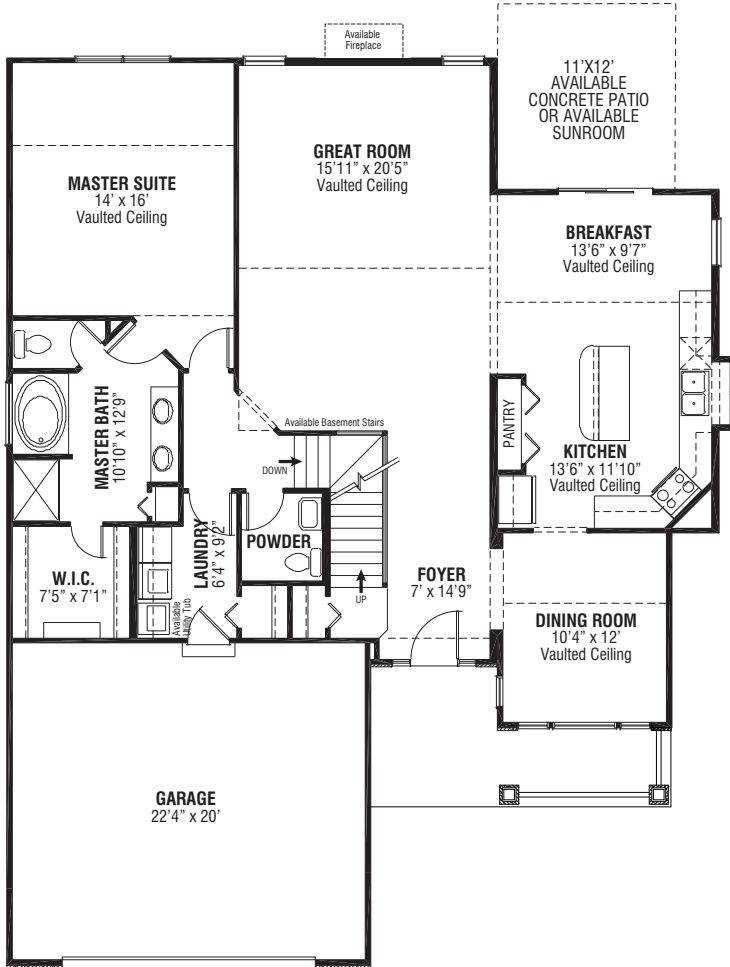 Available
Fireplace
11'X12'
AVAILABLE
CONCRETE PATIO
OR AVAILABLE
SUNROOM
GREAT ROOM
15'11” x 20'5”
Vaulted Ceiling
MASTER SUITE
14' x 16'
Vaulted Ceiling
BREAKFAST
13'6” x 9'7”
Vaulted Ceiling
MASTER BATH
10'10” x 12'9”
Available Basement Stairs
DOWN
PANTRY
KITCHEN
13'6” x 11'10”
Vaulted Ceiling
LAUNDRY
6'4” x 9'2”
POWDER
W.I.C.
7'5” x 7'1”
Available
Utility Tub
UP
FOYER
7' x 14'9”
DINING ROOM
10'4” x 12'
Vaulted Ceiling
GARAGE
22'4” x 20'